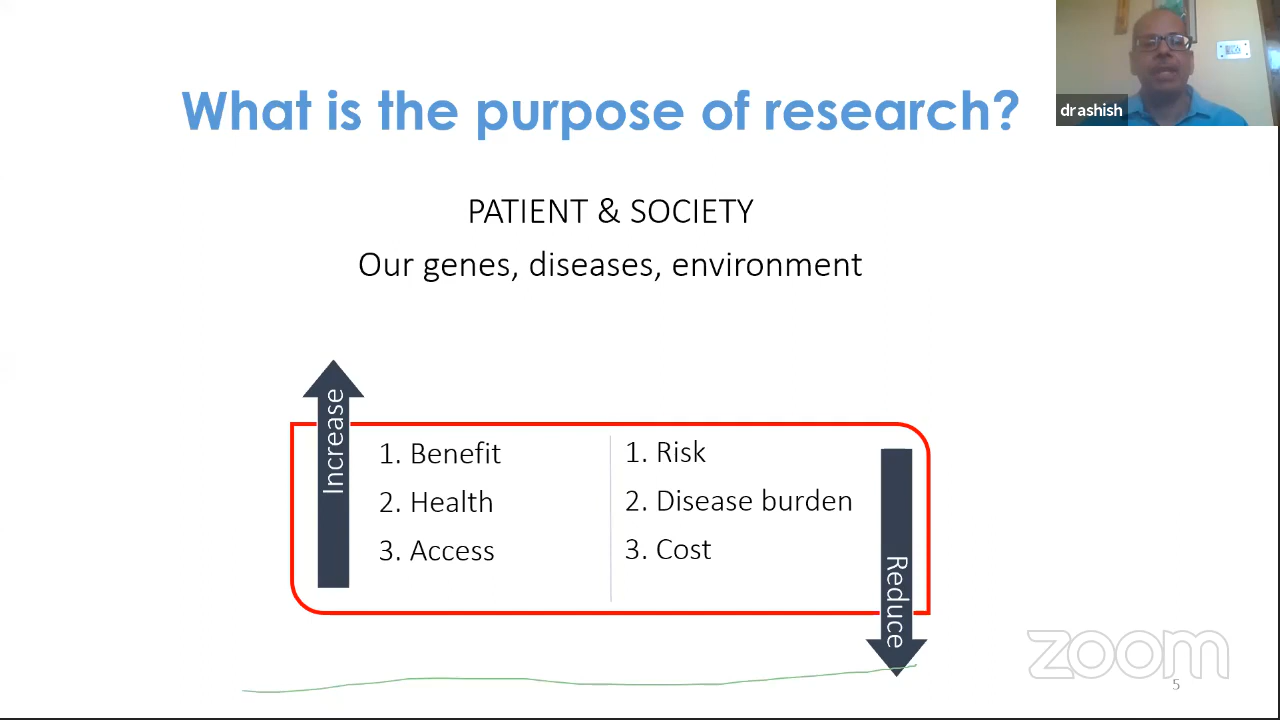 What is the purpose of research?
drashish
PATIENT & SOCIETY
Our genes, diseases, environment
Increase
1. Benefit
2. Health
3. Access
1. Risk
2. Disease burden
3. Cost
Reduce
zoom
5